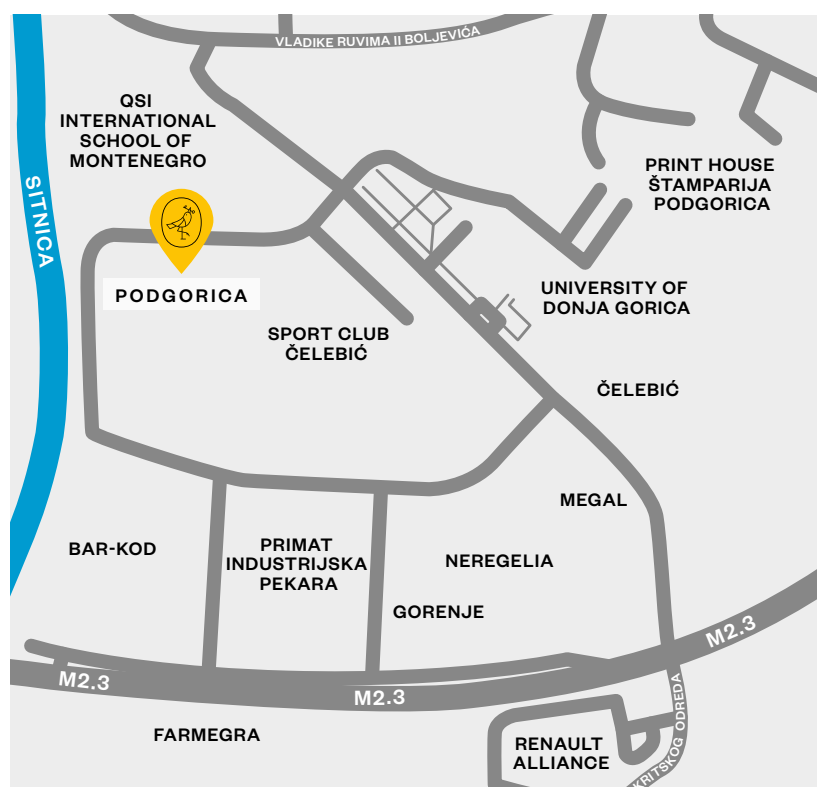 VLADIKE RUVIMA II BOLJEVIĆA
QSI
INTERNATIONAL
SCHOOL OF
MONTENEGRO
PRINT HOUSE
ŠTAMPARIJA
PODGORICA
SITNICA
PODGORICA
UNIVERSITY OF
DONJA GORICA
SPORT CLUB
ČELEBIĆ
ČELEBIĆ
MEGAL
BAR-KOD
PRIMAT
INDUSTRIJSKA
PEKARA
NEREGELIA
GORENJE
M2.3
M2.3
M2.3
FARMEGRA
RENAULT
ALLIANCE
KRITSKOG ODREDA